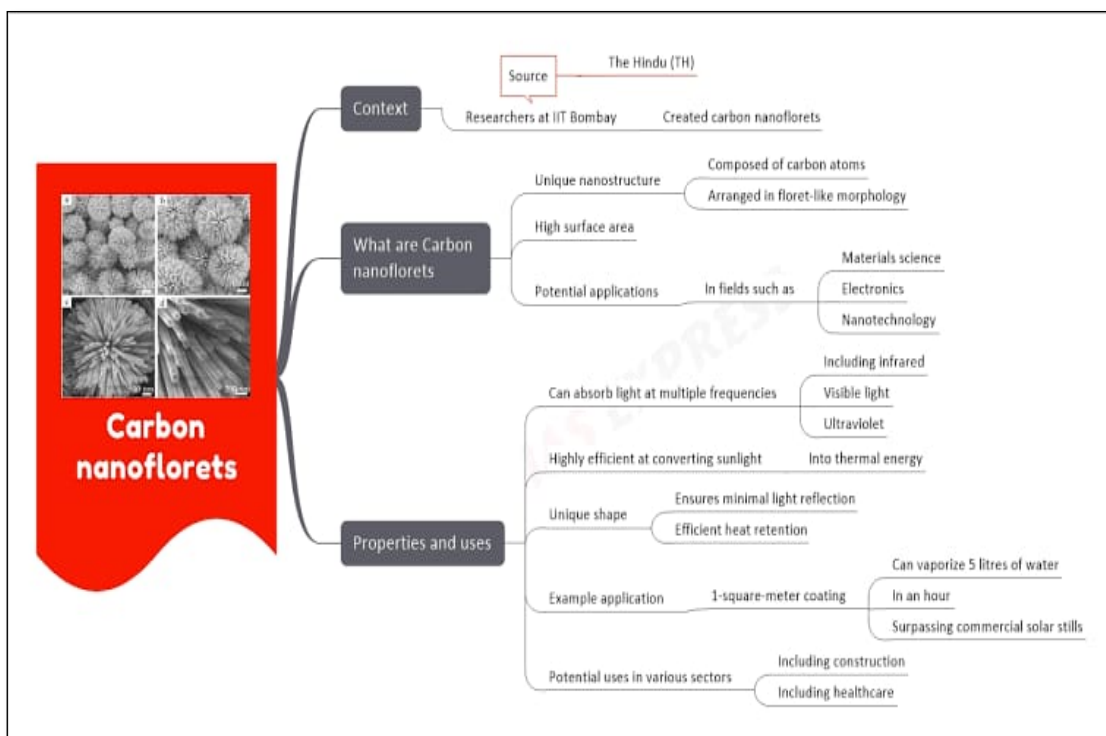 Carbon
nanoflorets
Context
Source
The Hindu (TH)
Researchers at IIT Bombay
Created carbon nanoflorets
What are Carbon
nanoflorets
Unique nanostructure
Composed of carbon atoms
Arranged in floret-like morphology
High surface area
Potential applications
In fields such as
Materials science
Electronics
Nanotechnology
Properties and uses
Can absorb light at multiple frequencies
Including infrared
Visible light
Ultraviolet
Highly efficient at converting sunlight
Into thermal energy
Unique shape
Ensures minimal light reflection
Efficient heat retention
Example application
1-square-meter coating
Can vaporize 5 litres of water
In an hour
Surpassing commercial solar stills
Potential uses in various sectors
Including construction
Including healthcare
a
b
c
d
EXPRESS